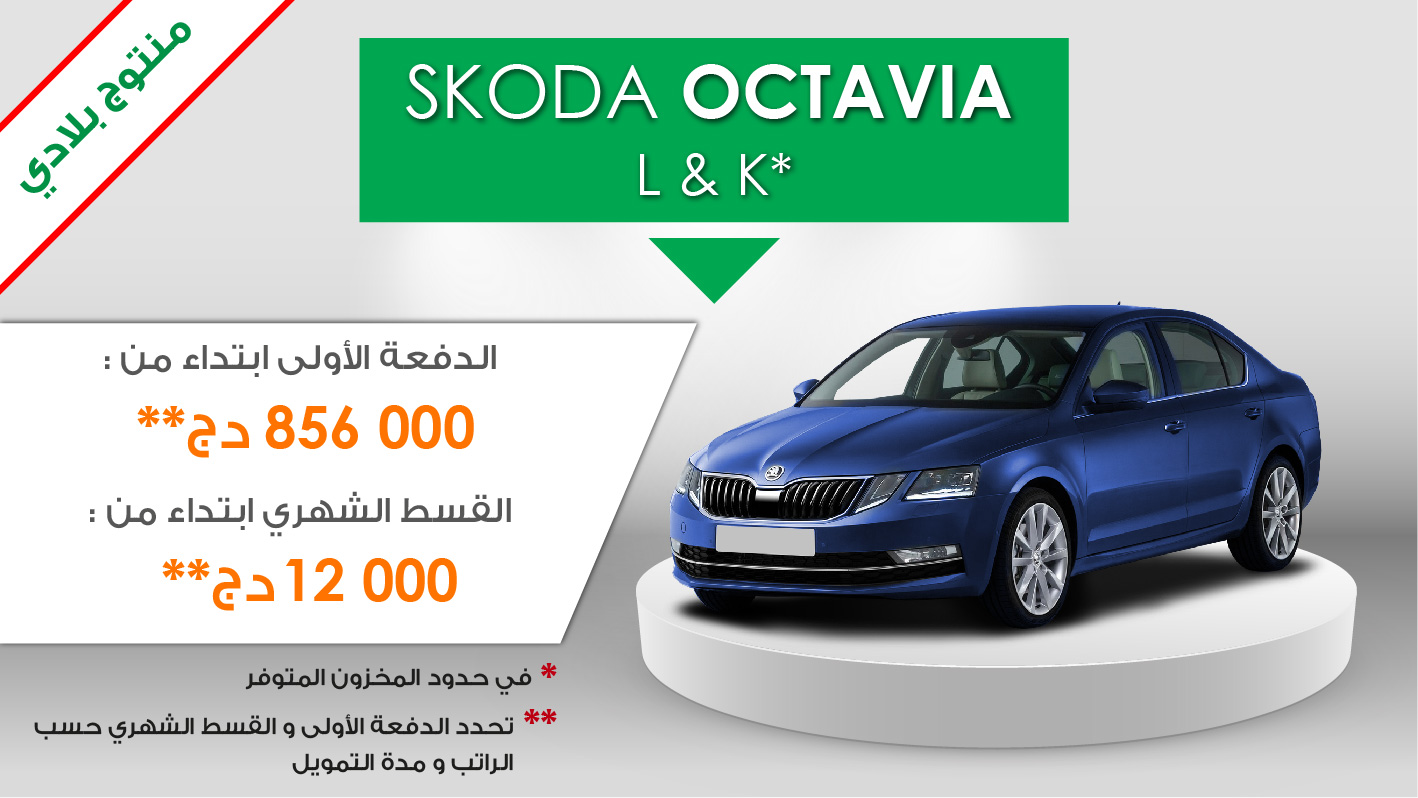 منتوج بلادي
SKODA OCTAVIA
L & K*
الدفعة الأولى ابتداء من :
856 000 دج**
القسط الشهري ابتداء من :
12 000 دج**
* في حدود المخزون المتوفر
** تحدد الدفعة الأولى و القسط الشهري حسب
الراتب و مدة التمويل